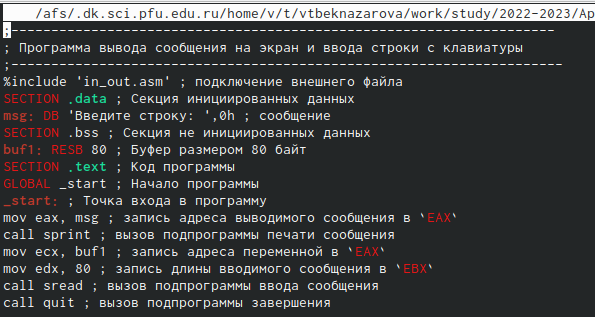 /afs/.dk.sci.pfu.edu.ru/home/v/t/vtbeknazarova/work/study/2022-2023/Ар
;--------------------------------------------------------------------
; Программа вывода сообщения на экран и ввода строки с клавиатуры
;---------------------------------------------------------------------
%include 'in_out.asm' ; подключение внешнего файла
SECTION .data ; Секция инициированных данных
msg: DB 'Введите строку: ',0h ; сообщение
SECTION .bss ; Секция не инициированных данных
buf1: RESB 80 ; Буфер размером 80 байт
SECTION .text ; Код программы
GLOBAL _start ; Начало программы
_start: ; Точка входа в программу
mov eax, msg ; запись адреса выводимого сообщения в `EAX`
call sprint ; вызов подпрограммы печати сообщения
mov ecx, buf1 ; запись адреса переменной в `EAX`
mov edx, 80 ; запись длины вводимого сообщения в `EBX`
call sread ; вызов подпрограммы ввода сообщения
call quit ; вызов подпрограммы завершения